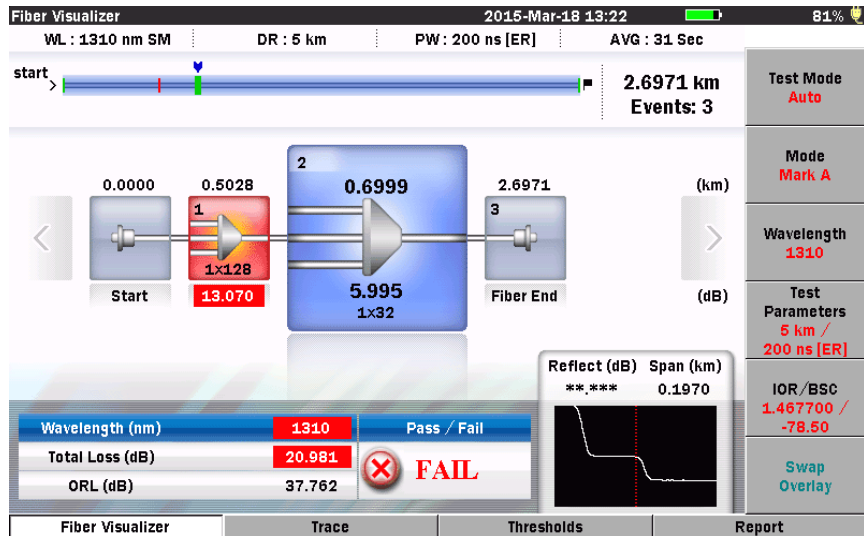 Fiber Visualizer 2015-Mar-18 13:22 81%
WL : 1310 nm SM DR : 5 km PW : 200 ns [ER] AVG : 31 Sec
start
2.6971 km
Events: 3
0.0000 0.5028 0.6999 2.6971 (km)
1 2 3
1x128
Start 13.070 5.995 Fiber End (dB)
1x32
Reflect (dB) Span (km)
**.*** 0.1970
Wavelength (nm) 1310 Pass / Fail
Total Loss (dB) 20.981 FAIL
ORL (dB) 37.762
Test Mode
Auto
Mode
Mark A
Wavelength
1310
Test
Parameters
5 km /
200 ns [ER]
IOR/BSC
1.467700 /
-78.50
Swap
Overlay
Fiber Visualizer Trace Thresholds Report